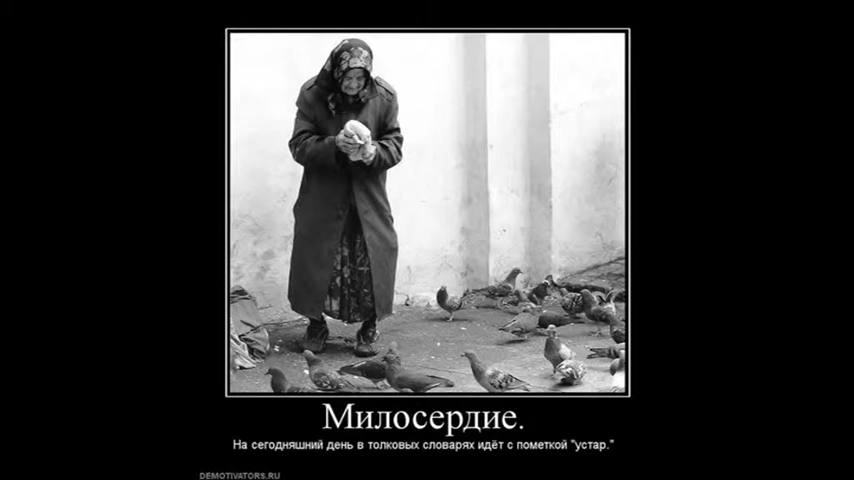 Милосердие.
На сегодняшний день в толковых словарях идёт с пометкой "устар."
DEMOTIVATORS.RU